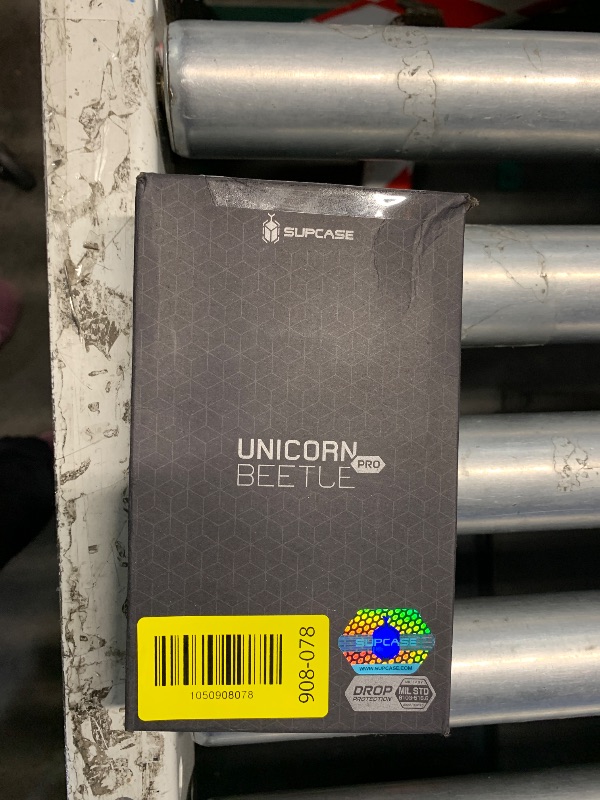 SUPCASE
UNICORN
BEETLE PRO
1050908078
908-078
SUPCASE
WWW.SUPCASE.COM
DROP
PROTECTION
MIL STD